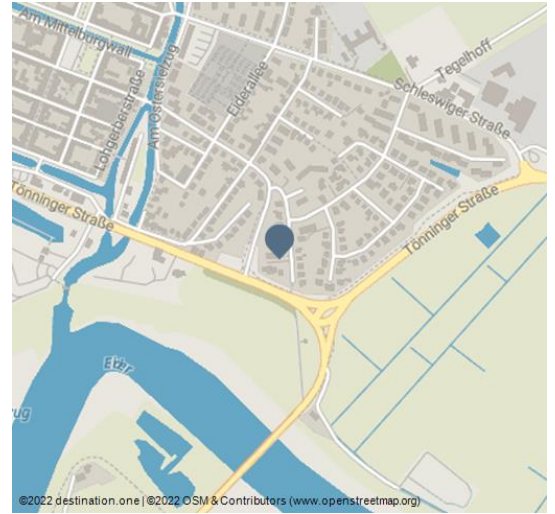 Am Mittelburgwall
Lohgerberstraße
Am Ostersielzug
Eiderallee
Tegelhoff
Schleswiger Straße
Tönninger Straße
Tönninger Straße
Eider
zug
©2022 destination.one | ©2022 OSM & Contributors (www.openstreetmap.org)